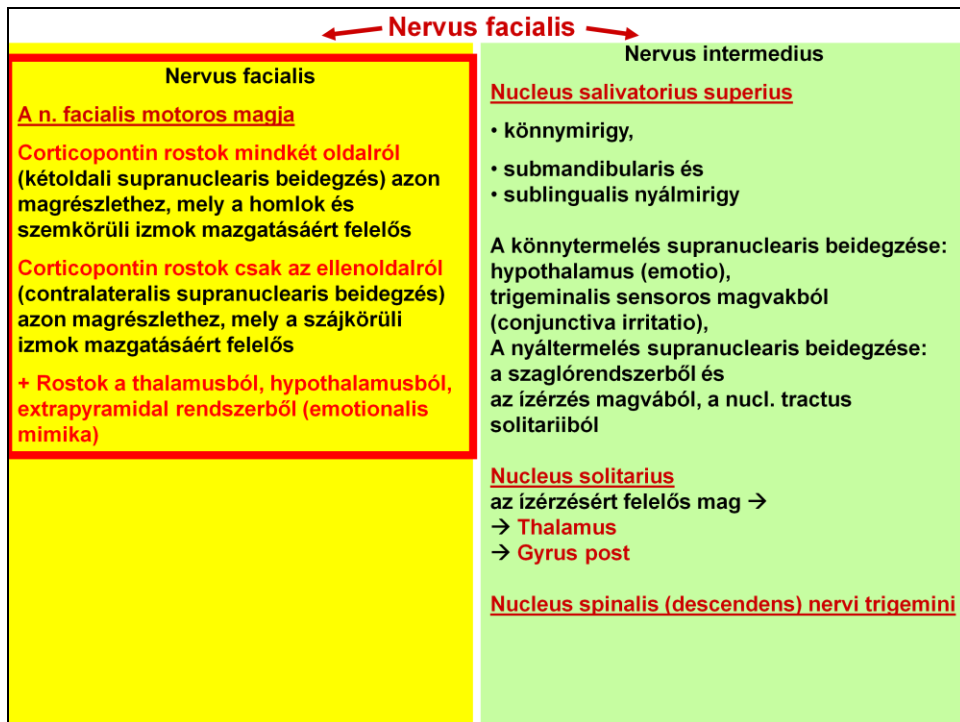 Nervus facialis
Nervus facialis
A n. facialis motoros magja
Corticopontin rostok mindkét oldalról
(kétoldali supranuclearis beidegzés) azon
magrészlethez, mely a homlok és
szemkörüli izmok mazgatásáért felelős
Corticopontin rostok csak az ellenoldalról
(contralateralis supranuclearis beidegzés)
azon magrészlethez, mely a szájkörüli
izmok mazgatásáért felelős
+ Rostok a thalamusból, hypothalamusból,
extrapyramidal rendszerből (emotionalis
mimika)
Nervus intermedius
Nucleus salivatorius superius
• könnymirigy,
• submandibularis és
• sublingualis nyálmirigy
A könnytermelés supranuclearis beidegzése:
hypothalamus (emotio),
trigeminalis sensoros magvakból
(conjunctiva irritatio),
A nyáltermelés supranuclearis beidegzése:
a szaglórendszerből és
az ízérzés magvából, a nucl. tractus
solitariiból
Nucleus solitarius
az ízérzésért felelős mag →
→ Thalamus
→ Gyrus post
Nucleus spinalis (descendens) nervi trigemini